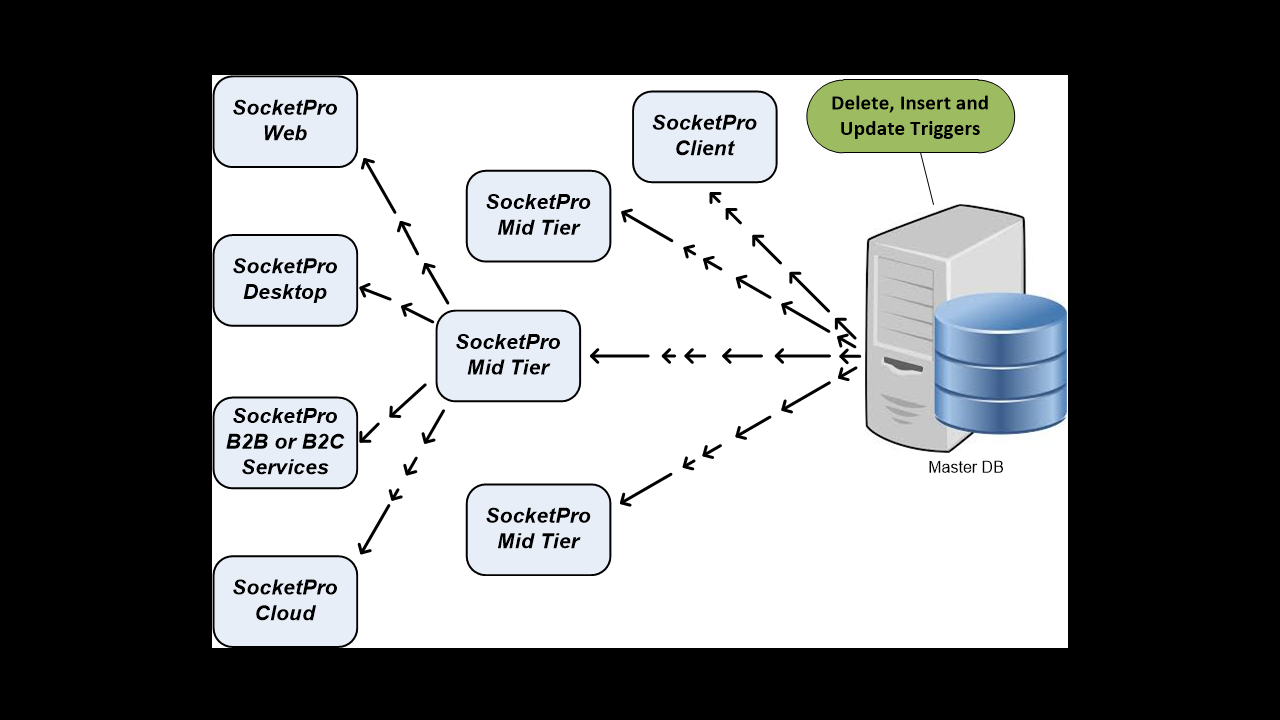 SocketPro
Web
SocketPro
Client
Delete, Insert and
Update Triggers
SocketPro
Mid Tier
SocketPro
Desktop
SocketPro
Mid Tier
SocketPro
B2B or B2C
Services
Master DB
SocketPro
Mid Tier
SocketPro
Cloud